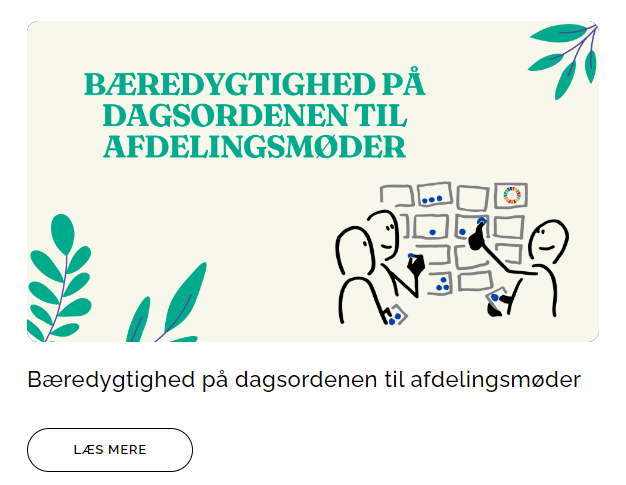 BÆREDYGTIGHED PÅ
DAGSORDENEN TIL
AFDELINGSMØDER
Bæredygtighed på dagsordenen til afdelingsmøder
LÆS MERE